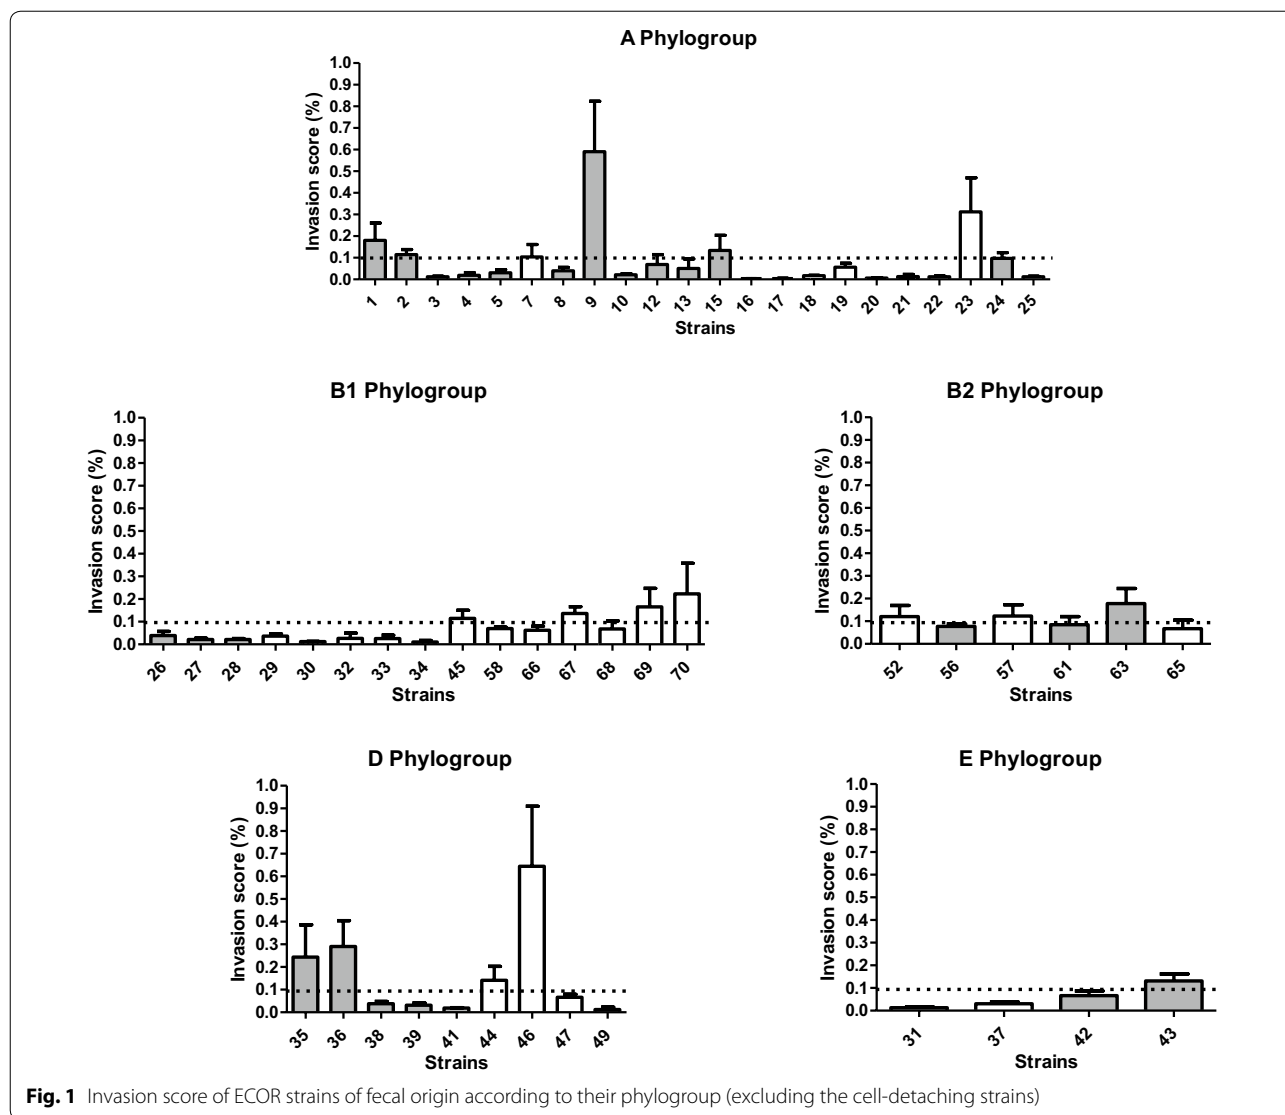 A Phylogroup
Invasion score (%)
1.0
0.9
0.8
0.7
0.6
0.5
0.4
0.3
0.2
0.1
0.0
1 2 3 4 5 7 8 9 10 12 13 15 16 17 18 19 20 21 22 23 24 25
Strains
B1 Phylogroup
Invasion score (%)
1.0
0.9
0.8
0.7
0.6
0.5
0.4
0.3
0.2
0.1
0.0
26 27 28 29 30 32 33 34 45 58 66 67 68 69 70
Strains
B2 Phylogroup
Invasion score (%)
1.0
0.9
0.8
0.7
0.6
0.5
0.4
0.3
0.2
0.1
0.0
52 56 57 61 63 65
Strains
D Phylogroup
Invasion score (%)
1.0
0.9
0.8
0.7
0.6
0.5
0.4
0.3
0.2
0.1
0.0
35 36 38 39 41 44 46 47 49
Strains
E Phylogroup
Invasion score (%)
1.0
0.9
0.8
0.7
0.6
0.5
0.4
0.3
0.2
0.1
0.0
31 37 42 43
Strains
Fig. 1 Invasion score of ECOR strains of fecal origin according to their phylogroup (excluding the cell-detaching strains)